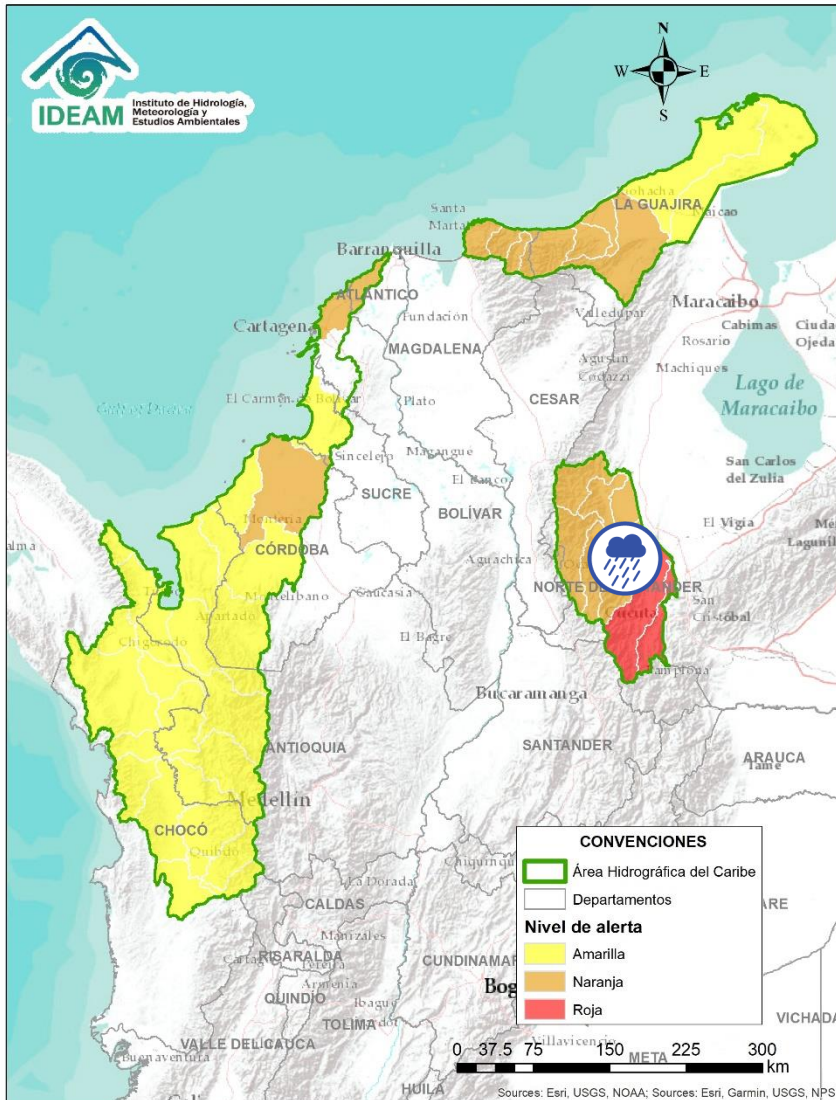 IDEAM
Instituto de Hidrología,
Meteorología y
Estudios Ambientales
N
W
E
S
Riohacha
LA GUAJIRA
Maicao
Santa
Marta
Barranquilla
ATLÁNTICO
Cartagena
Fundación
Valledupar
Maracaibo
Cabimas
Ciudad
Ojeda
Rosario
MAGDALENA
Agustín
Codazzi
Machiques
CESAR
Lago de
Maracaibo
El Carmen de Bolívar
Plato
Sincelejo
Magangué
San Carlos
del Zulia
SUCRE
El Banco
BOLÍVAR
El Vigía
Montería
CÓRDOBA
Aguachica
NORTE DE SANTANDER
Cúcuta
San
Cristóbal
Montelibano
Caucasia
Apartadó
Chigorodó
El Bagre
Pamplona
Bucaramanga
SANTANDER
ANTIOQUIA
ARAUCA
Tame
Medellín
CHOCÓ
Quibdó
La Dorada
CALDAS
Manizales
RISARALDA
Pereira
Armenia
QUINDÍO
Ibagué
TOLIMA
VALLE DEL CAUCA
Buenaventura
HUILA
META
Villavicencio
VICHADA
CONVENCIONES
Área Hidrográfica del Caribe
Departamentos
Nivel de alerta
Amarilla
Naranja
Roja
0 37.5 75 150 225 300
km
Sources: Esri, USGS, NOAA; Sources: Esri, Garmin, USGS, NPS